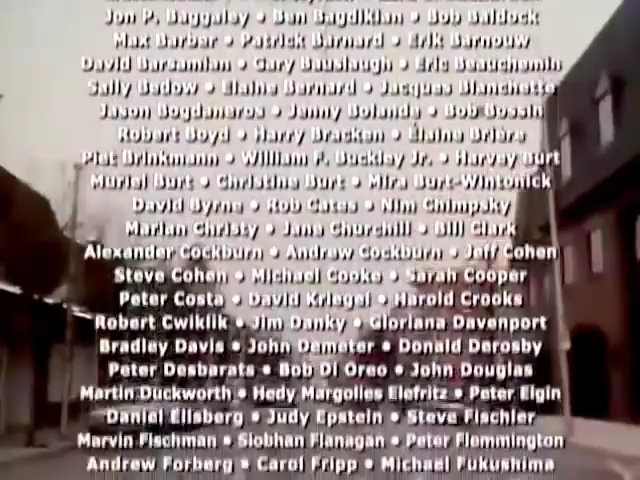 Jon P. Baggaley • Ben Bagdikian • Bob Baldock
Max Barber • Patrick Barnard • Erik Barnouw
David Barsamian • Gary Bauslaugh • Eric Beauchemin
Sally Bedow • Elaine Bernard • Jacques Blanchette
Jason Bogdaneros • Jenny Bolande • Bob Bossin
Robert Boyd • Harry Bracken • Élaine Brière
Piet Brinkmann • William F. Buckley Jr. • Harvey Burt
Muriel Burt • Christine Burt • Mira Burt-Wintonick
David Byrne • Rob Cates • Nim Chimpsky
Marian Christy • Jane Churchill • Bill Clark
Alexander Cockburn • Andrew Cockburn • Jeff Cohen
Steve Cohen • Michael Cooke • Sarah Cooper
Peter Costa • David Kriegel • Harold Crooks
Robert Cwiklik • Jim Danky • Gloriana Davenport
Bradley Davis • John Demeter • Donald Derosby
Peter Desbarats • Bob Di Oreo • John Douglas
Martin Duckworth • Hedy Margolies Elefritz • Peter Elgin
Daniel Ellsberg • Judy Epstein • Steve Fischler
Marvin Fischman • Siobhan Flanagan • Peter Flemmington
Andrew Forberg • Carol Fripp • Michael Fukushima